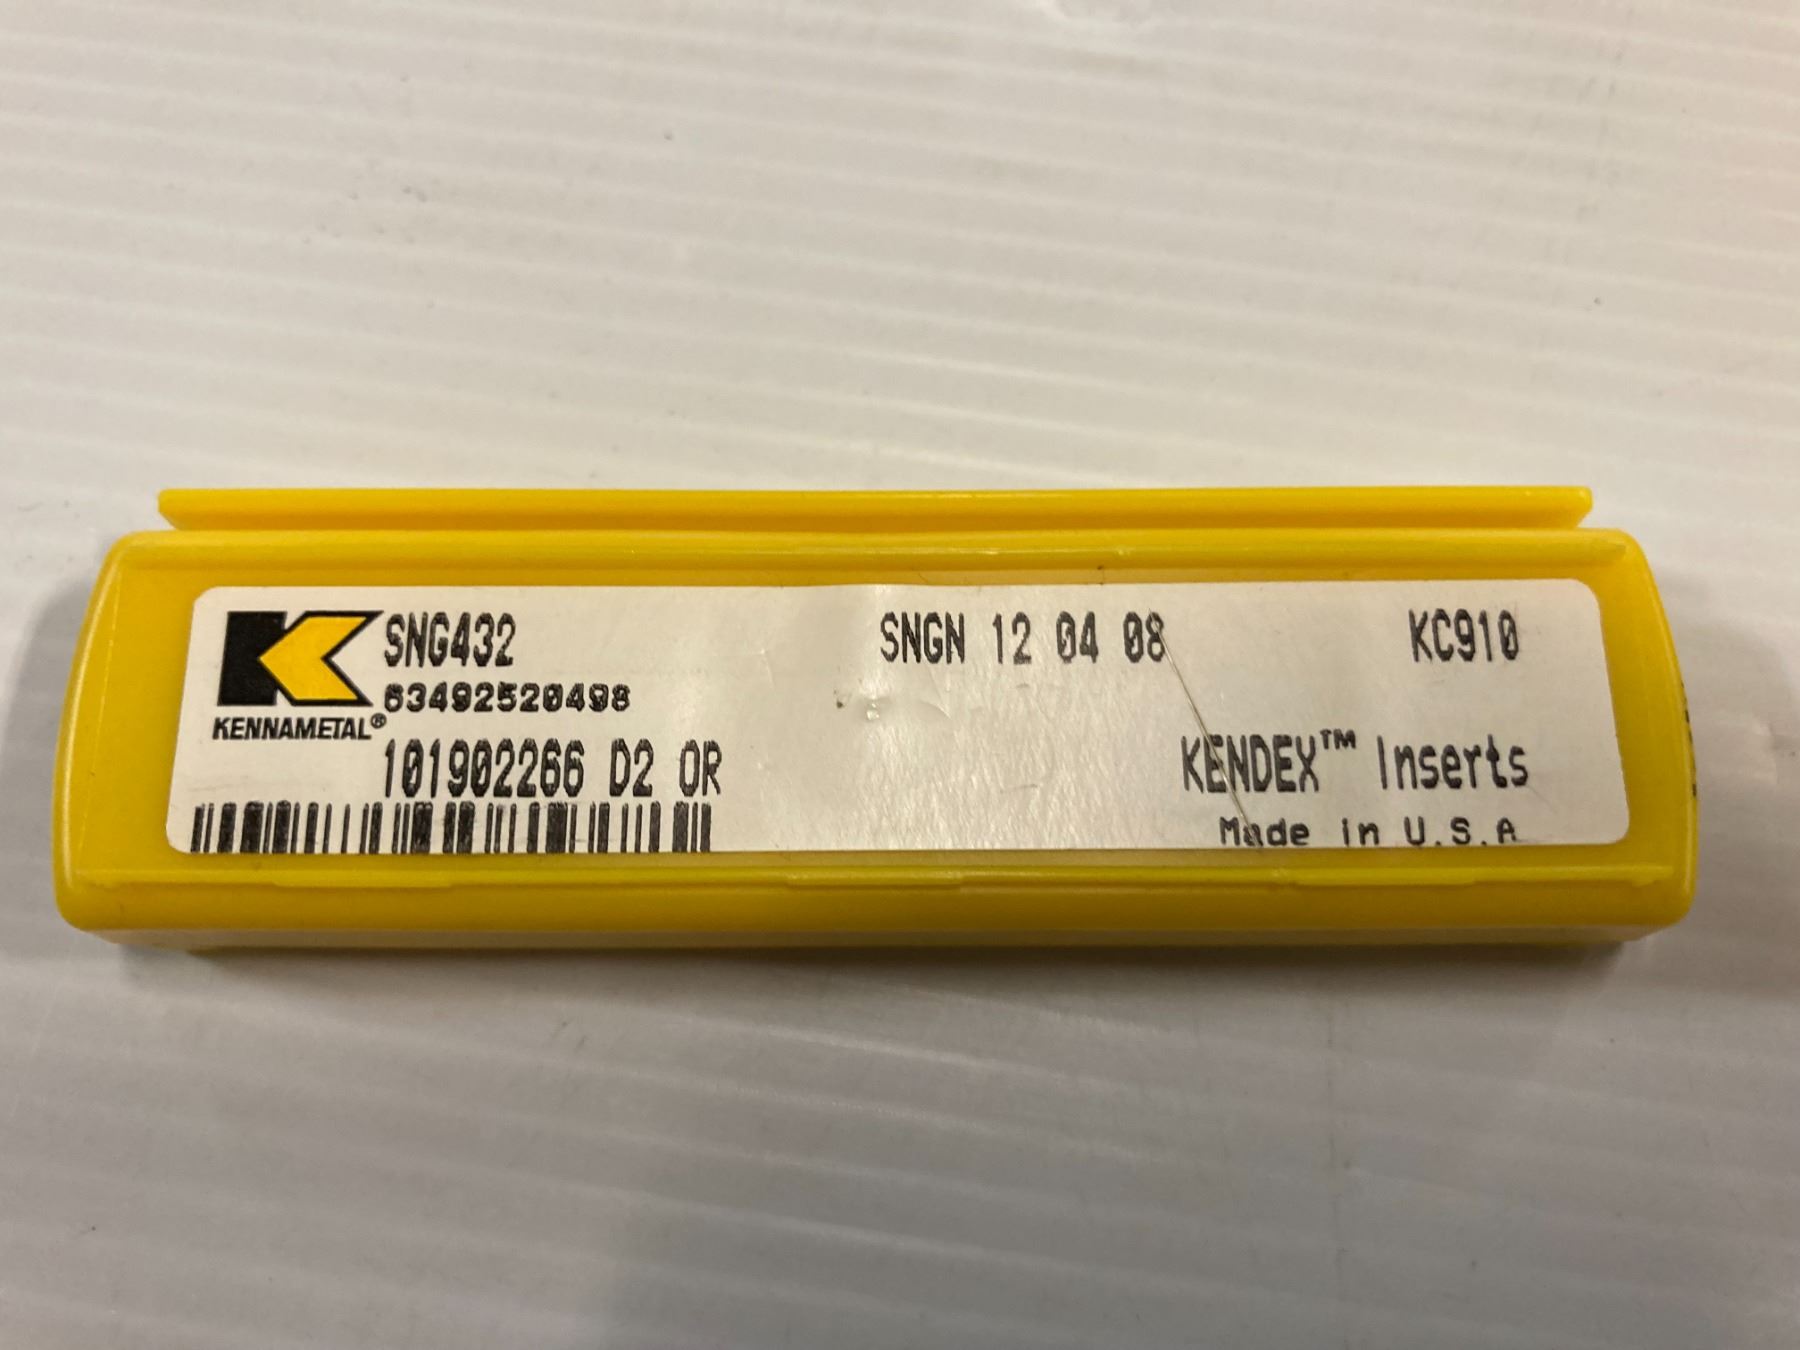 SNG432 SNGN 12 04 08 KC910
63492520498
KENNAMETAL®
101902266 D2 OR KENDEX™ Inserts
Made in U.S.A